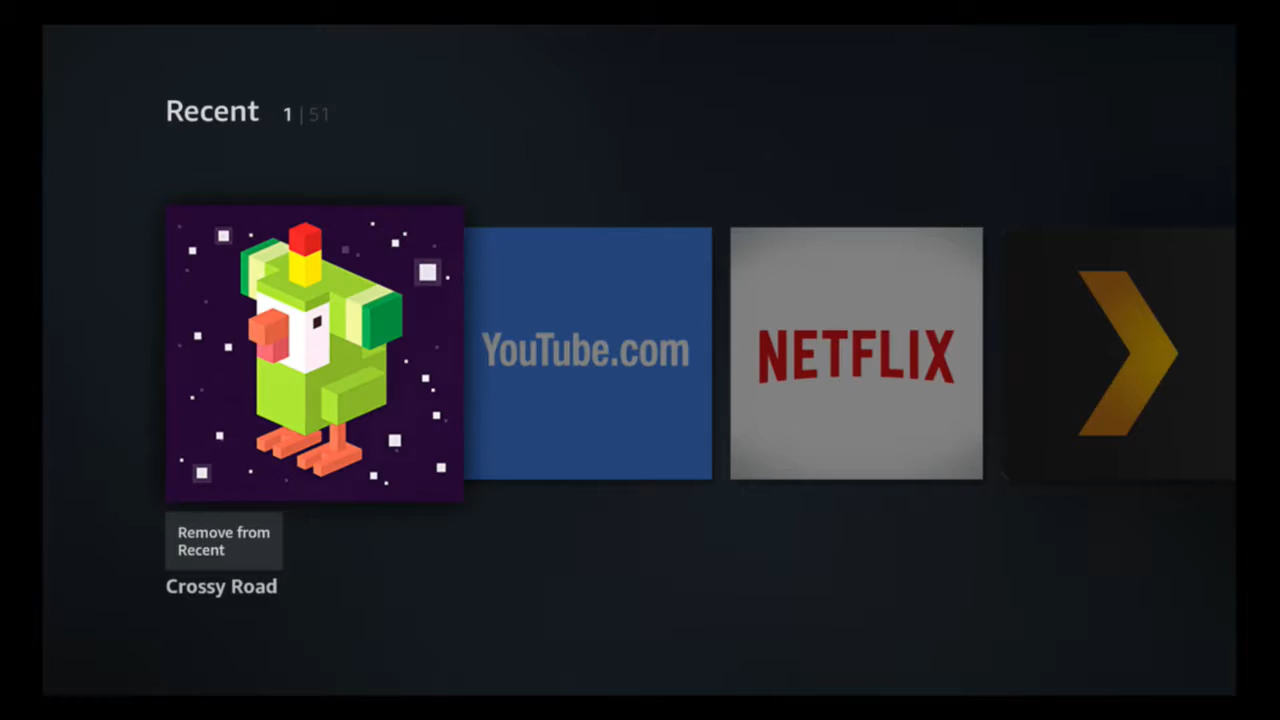 Recent 1 | 51
YouTube.com
NETFLIX
Remove from
Recent
Crossy Road